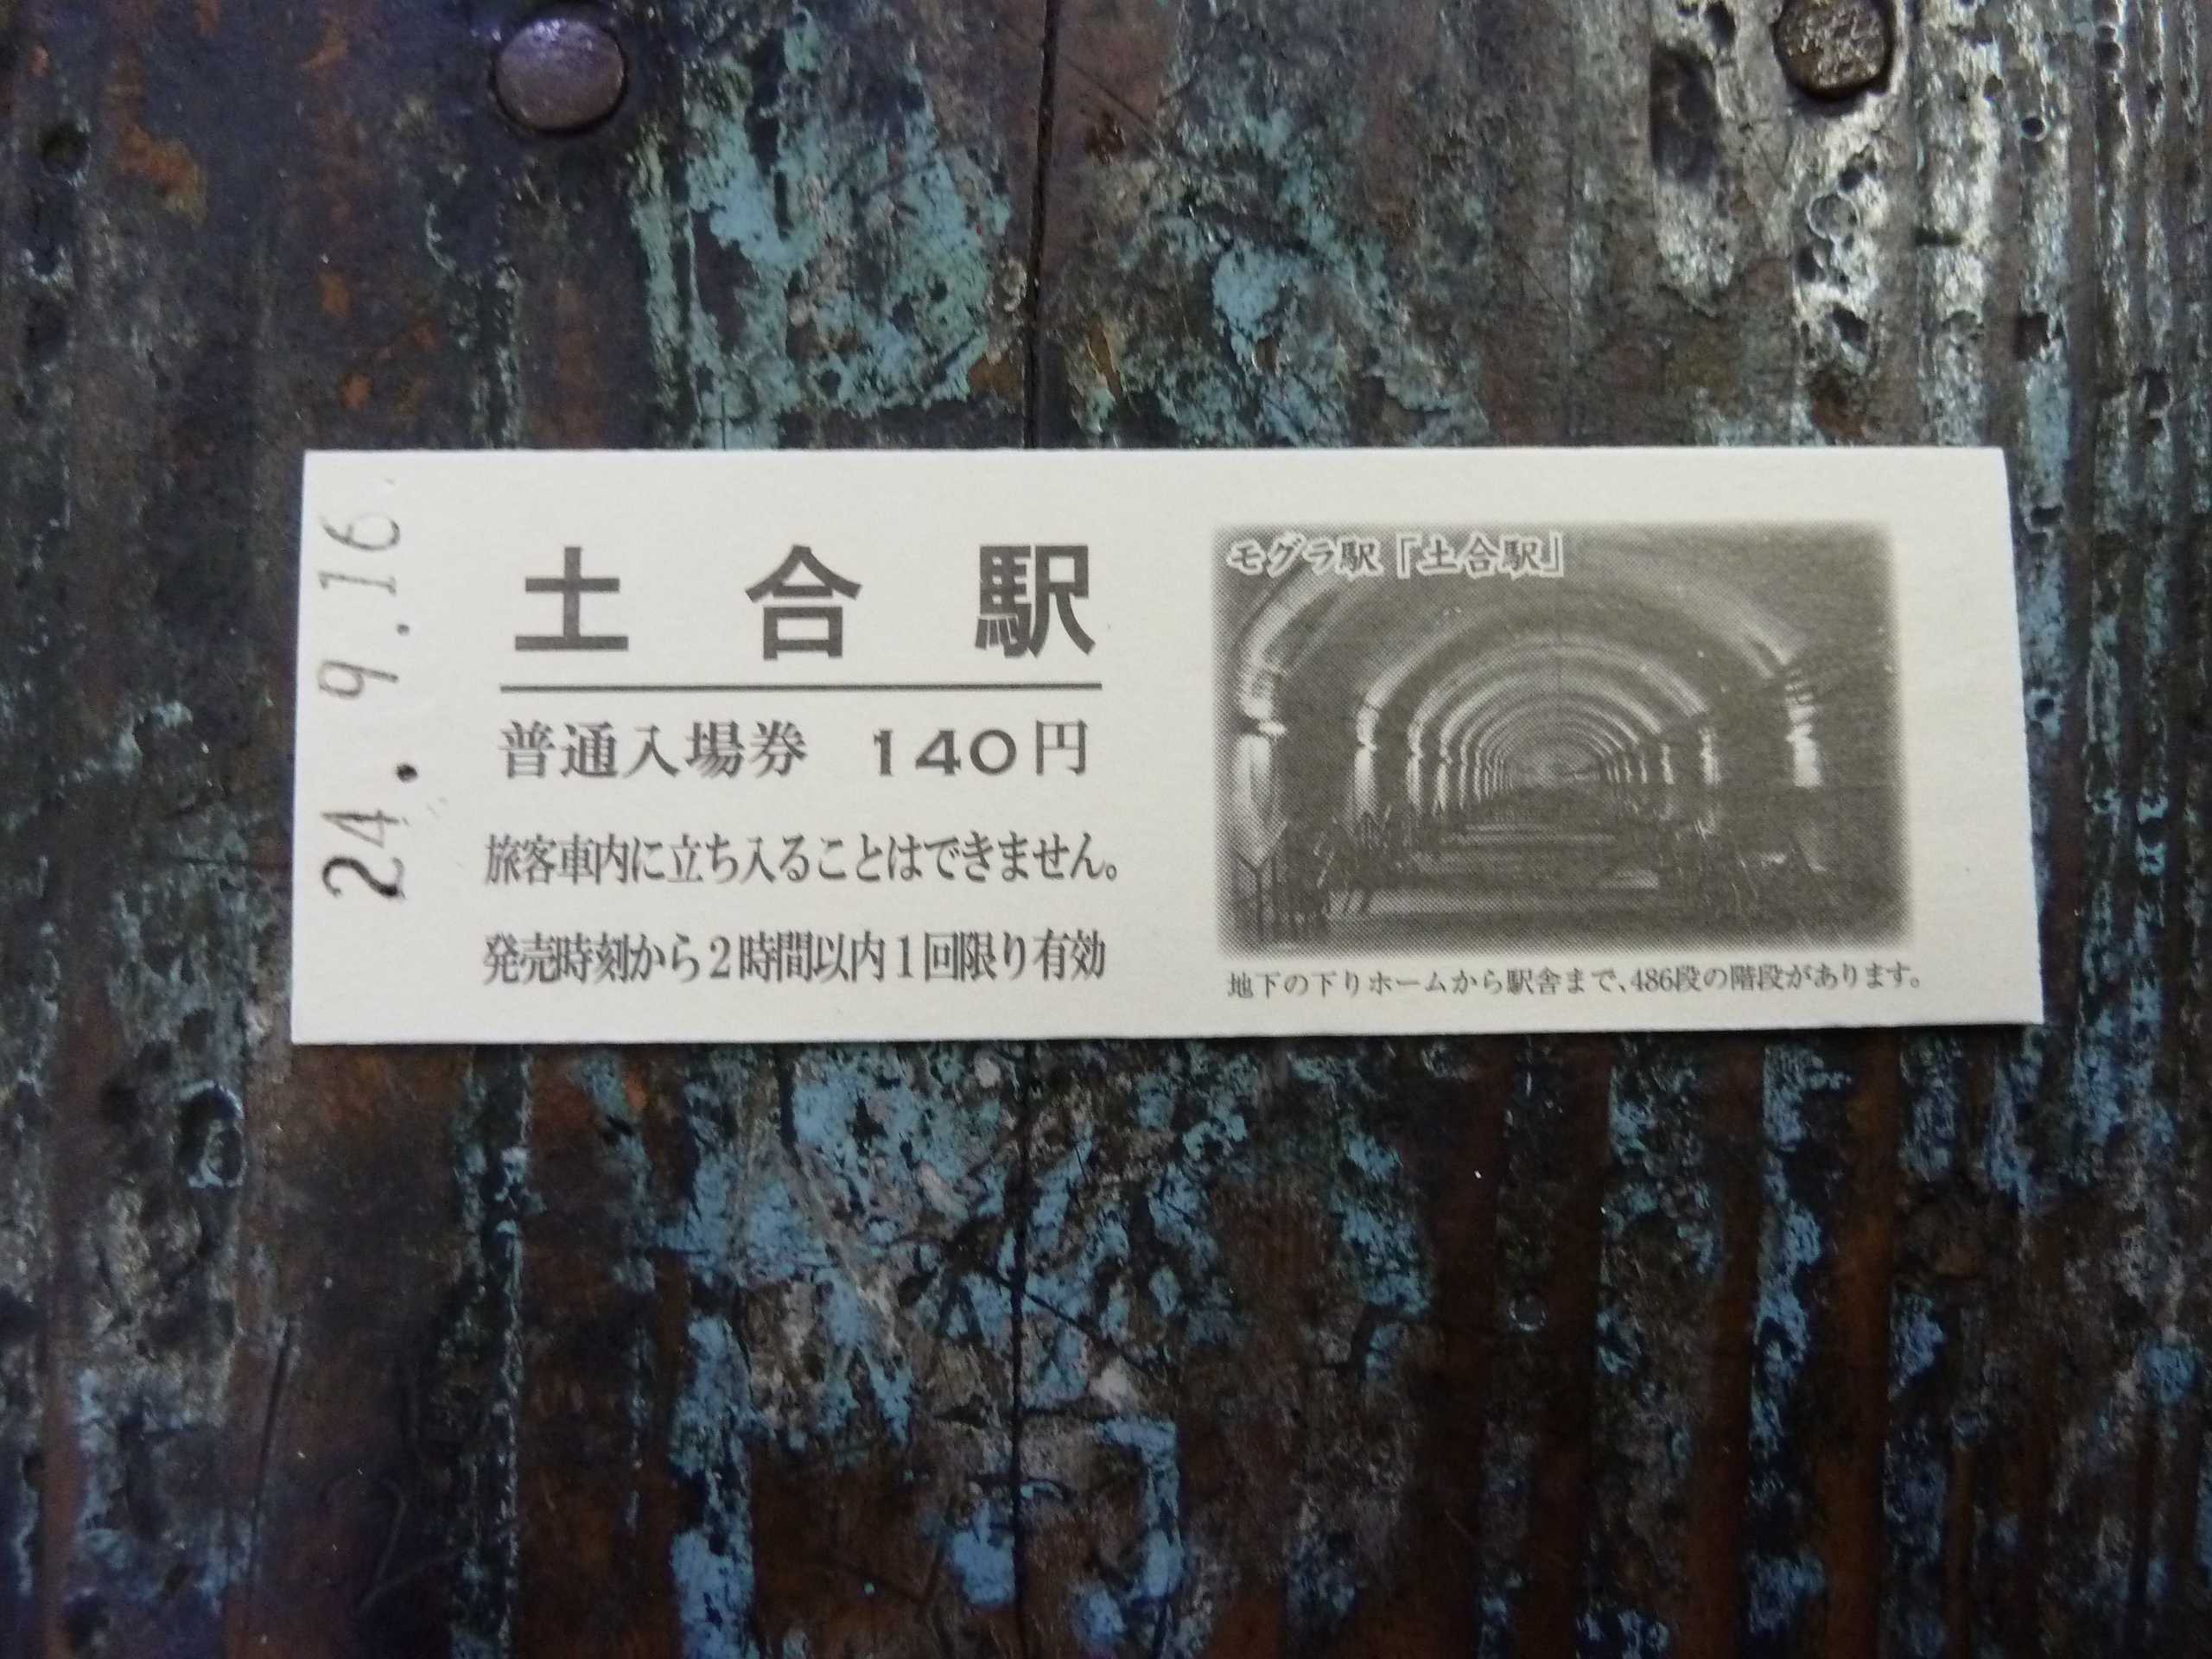 24.9.16.
土合駅
普通入場券 140円
旅客車内に立ち入ることはできません。
発売時刻から2時間以内1回限り有効
モグラ駅「土合駅」
地下の下りホームから駅舎まで、486段の階段があります。